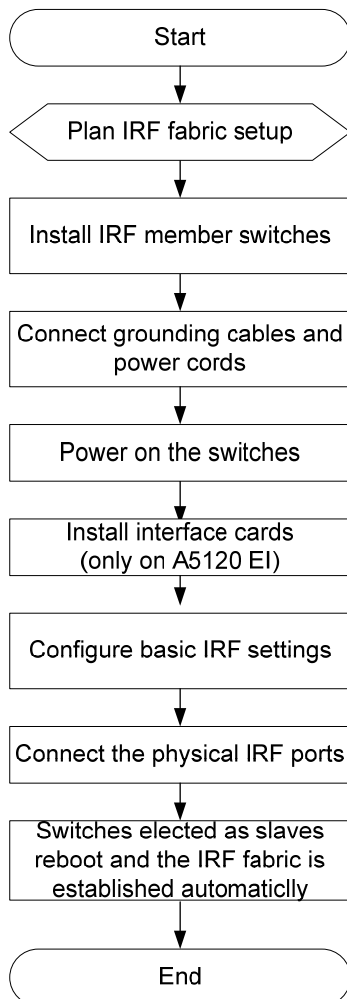 Start
Plan IRF fabric setup
Install IRF member switches
Connect grounding cables and
power cords
Power on the switches
Install interface cards
(only on A5120 EI)
Configure basic IRF settings
Connect the physical IRF ports
Switches elected as slaves
reboot and the IRF fabric is
established automaticlly
End